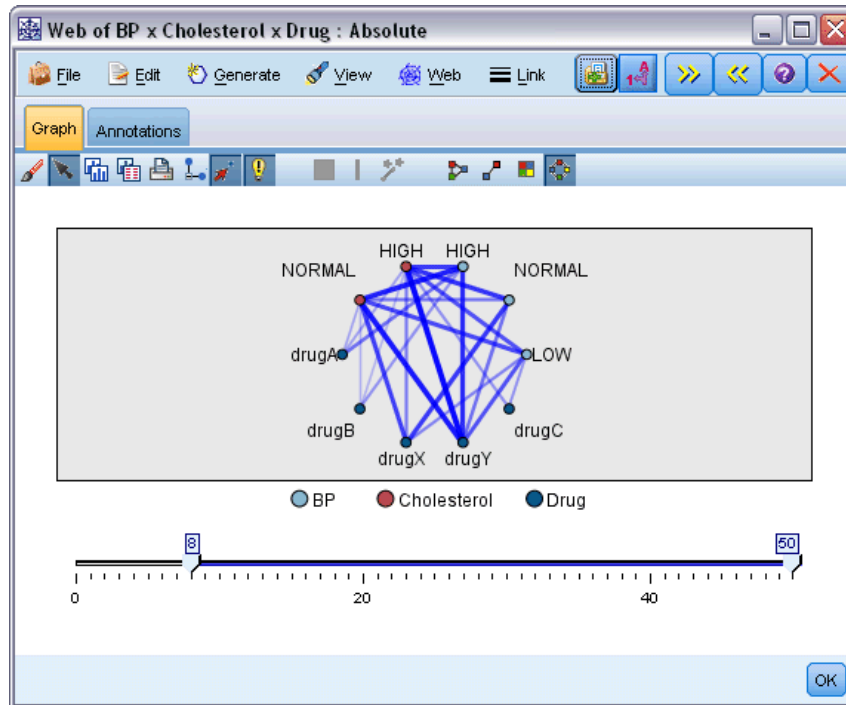 Web of BP x Cholesterol x Drug : Absolute
File Edit Generate View Web Link
Graph Annotations
HIGH HIGH
NORMAL NORMAL
drugA LOW
drugB drugC
drugX drugY
BP Cholesterol Drug
8 50
0 20 40
OK